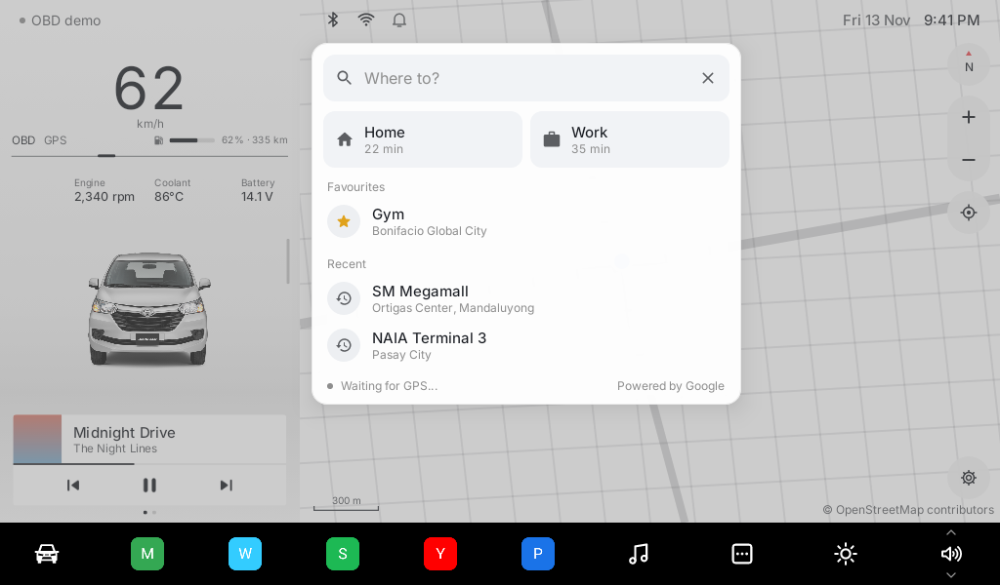 OBD demo
62
km/h
OBD GPS
62% · 335 km
Engine
2,340 rpm
Coolant
86°C
Battery
14.1 V
Midnight Drive
The Night Lines
Fri 13 Nov 9:41 PM
Where to?
Home
22 min
Work
35 min
Favourites
Gym
Bonifacio Global City
Recent
SM Megamall
Ortigas Center, Mandaluyong
NAIA Terminal 3
Pasay City
Waiting for GPS...
Powered by Google
N
300 m
© OpenStreetMap contributors
M
W
S
Y
P